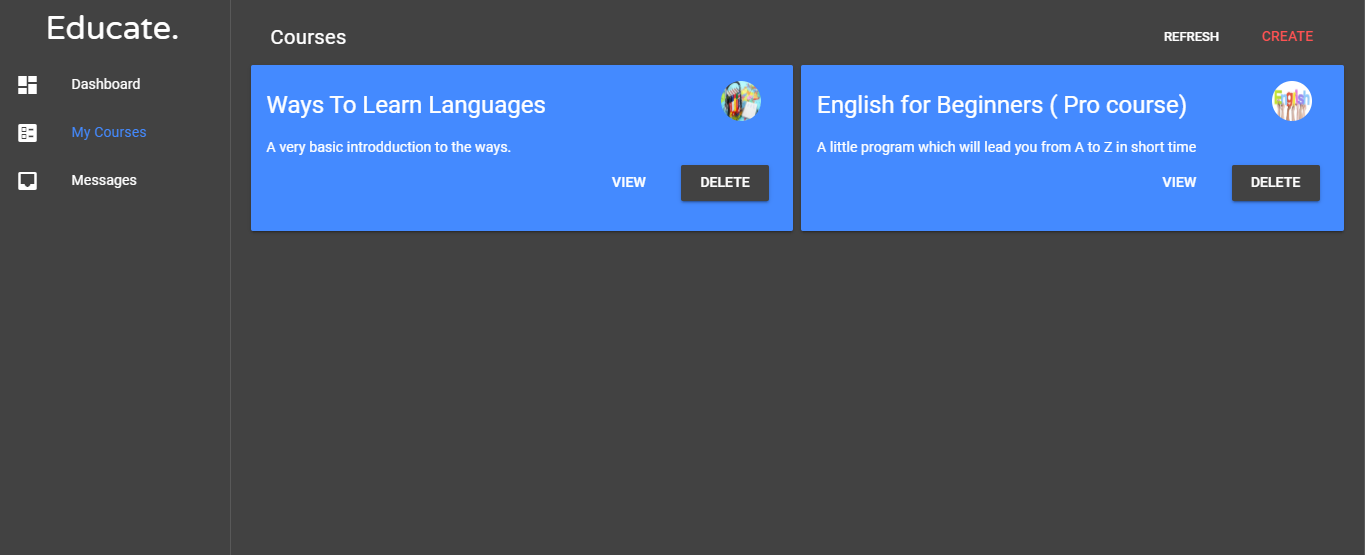 Educate.
Dashboard
My Courses
Messages
Courses
REFRESH
CREATE
Ways To Learn Languages
A very basic introdduction to the ways.
VIEW
DELETE
English for Beginners ( Pro course)
English
A little program which will lead you from A to Z in short time
VIEW
DELETE